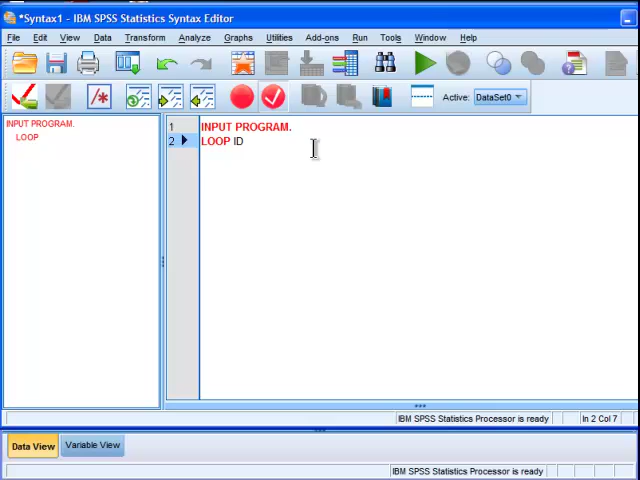 *Syntax1 - IBM SPSS Statistics Syntax Editor
File Edit View Data Transform Analyze Graphs Utilities Add-ons Run Tools Window Help
/* Active: DataSet0
INPUT PROGRAM.
LOOP
1 INPUT PROGRAM.
2 LOOP ID
IBM SPSS Statistics Processor is ready In 2 Col 7
Data View Variable View
IBM SPSS Statistics Processor is ready